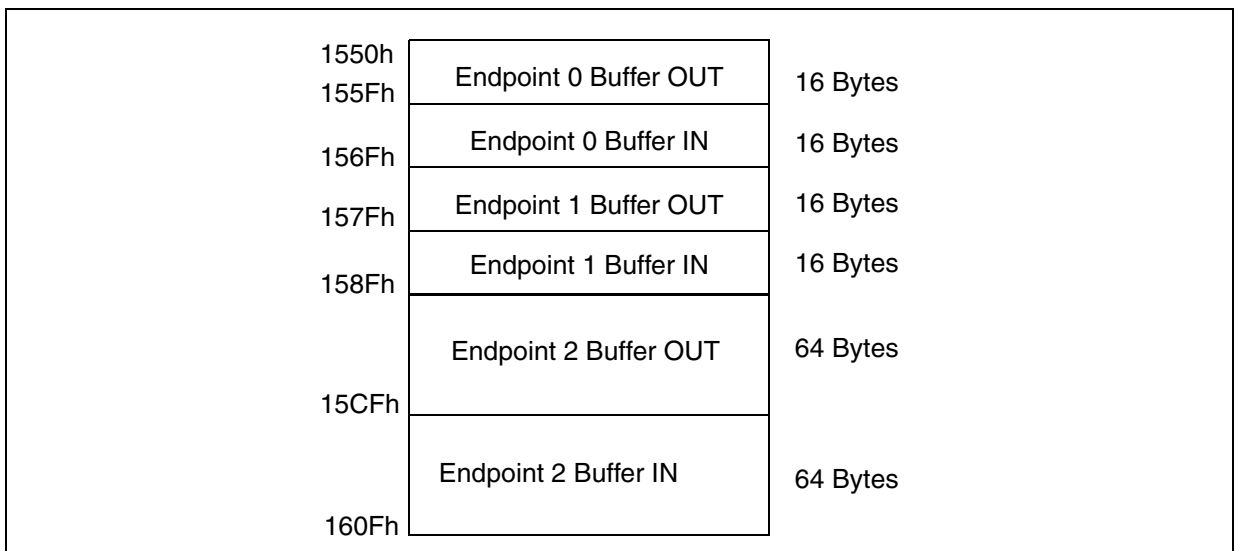 1550h
Endpoint 0 Buffer OUT
16 Bytes
155Fh
Endpoint 0 Buffer IN
16 Bytes
156Fh
Endpoint 1 Buffer OUT
16 Bytes
157Fh
Endpoint 1 Buffer IN
16 Bytes
158Fh
Endpoint 2 Buffer OUT
64 Bytes
15CFh
Endpoint 2 Buffer IN
64 Bytes
160Fh